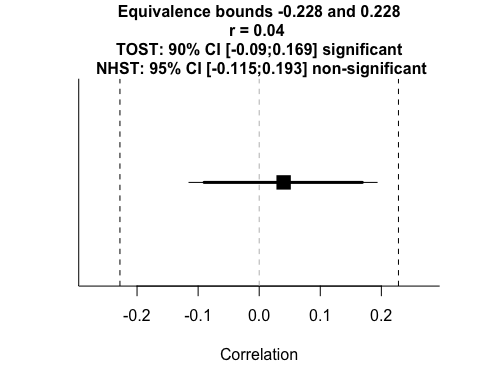 Equivalence bounds -0.228 and 0.228
r = 0.04
TOST: 90% CI [-0.09;0.169] significant
NHST: 95% CI [-0.115;0.193] non-significant
-0.2 -0.1 0.0 0.1 0.2
Correlation